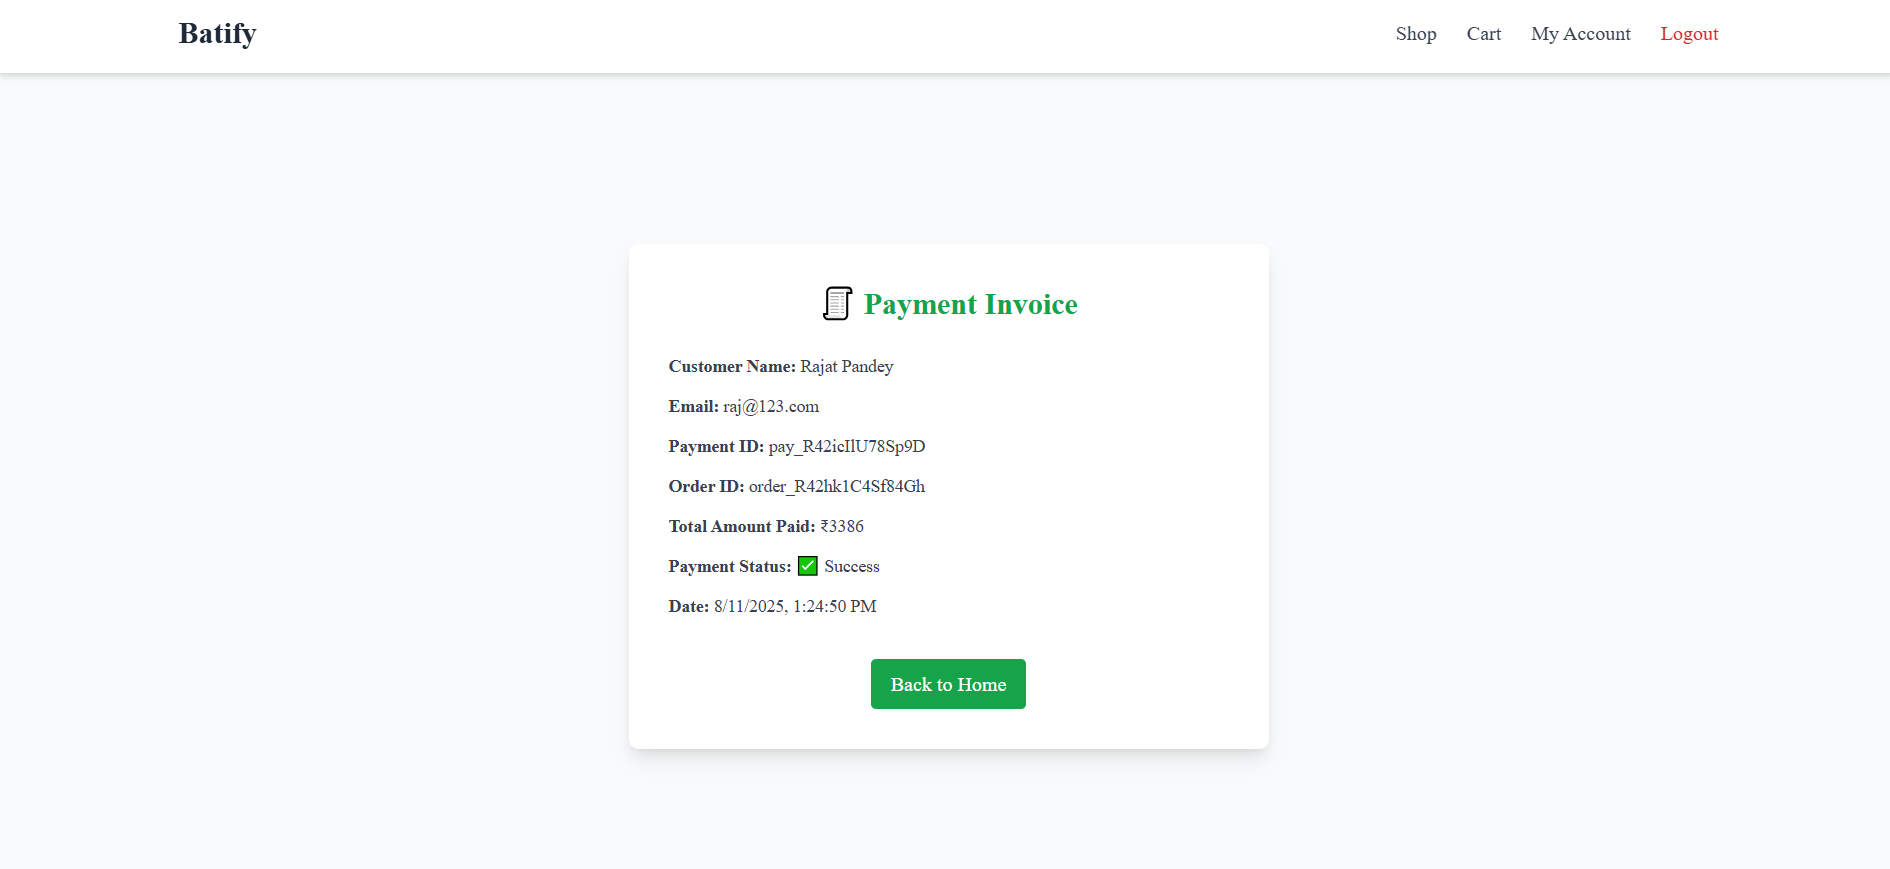 Batify
Shop Cart My Account Logout
Payment Invoice
Customer Name: Rajat Pandey
Email: raj@123.com
Payment ID: pay_R42icIlU78Sp9D
Order ID: order_R42hk1C4Sf84Gh
Total Amount Paid: ₹3386
Payment Status: ✅ Success
Date: 8/11/2025, 1:24:50 PM
Back to Home